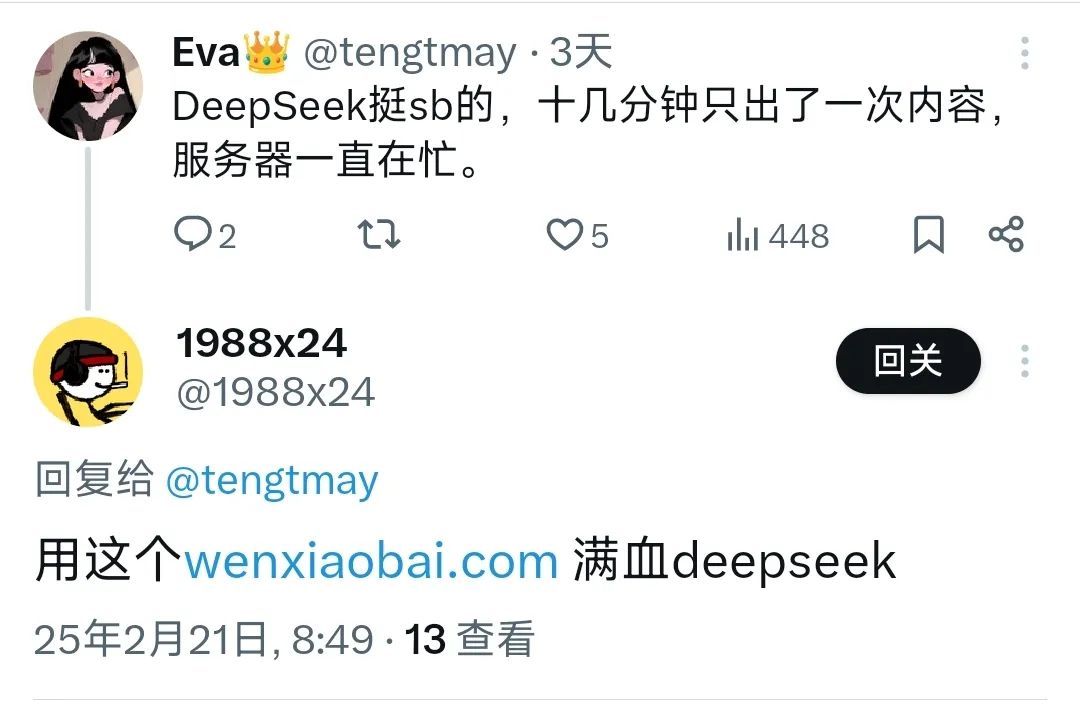 Eva👑 @tengtmay · 3天
DeepSeek挺sb的，十几分钟只出了一次内容，
服务器一直在忙。
2 5 448
1988x24
@1988x24
回关
回复给 @tengtmay
用这个wenxiaobai.com 满血deepseek
25年2月21日, 8:49 · 13 查看